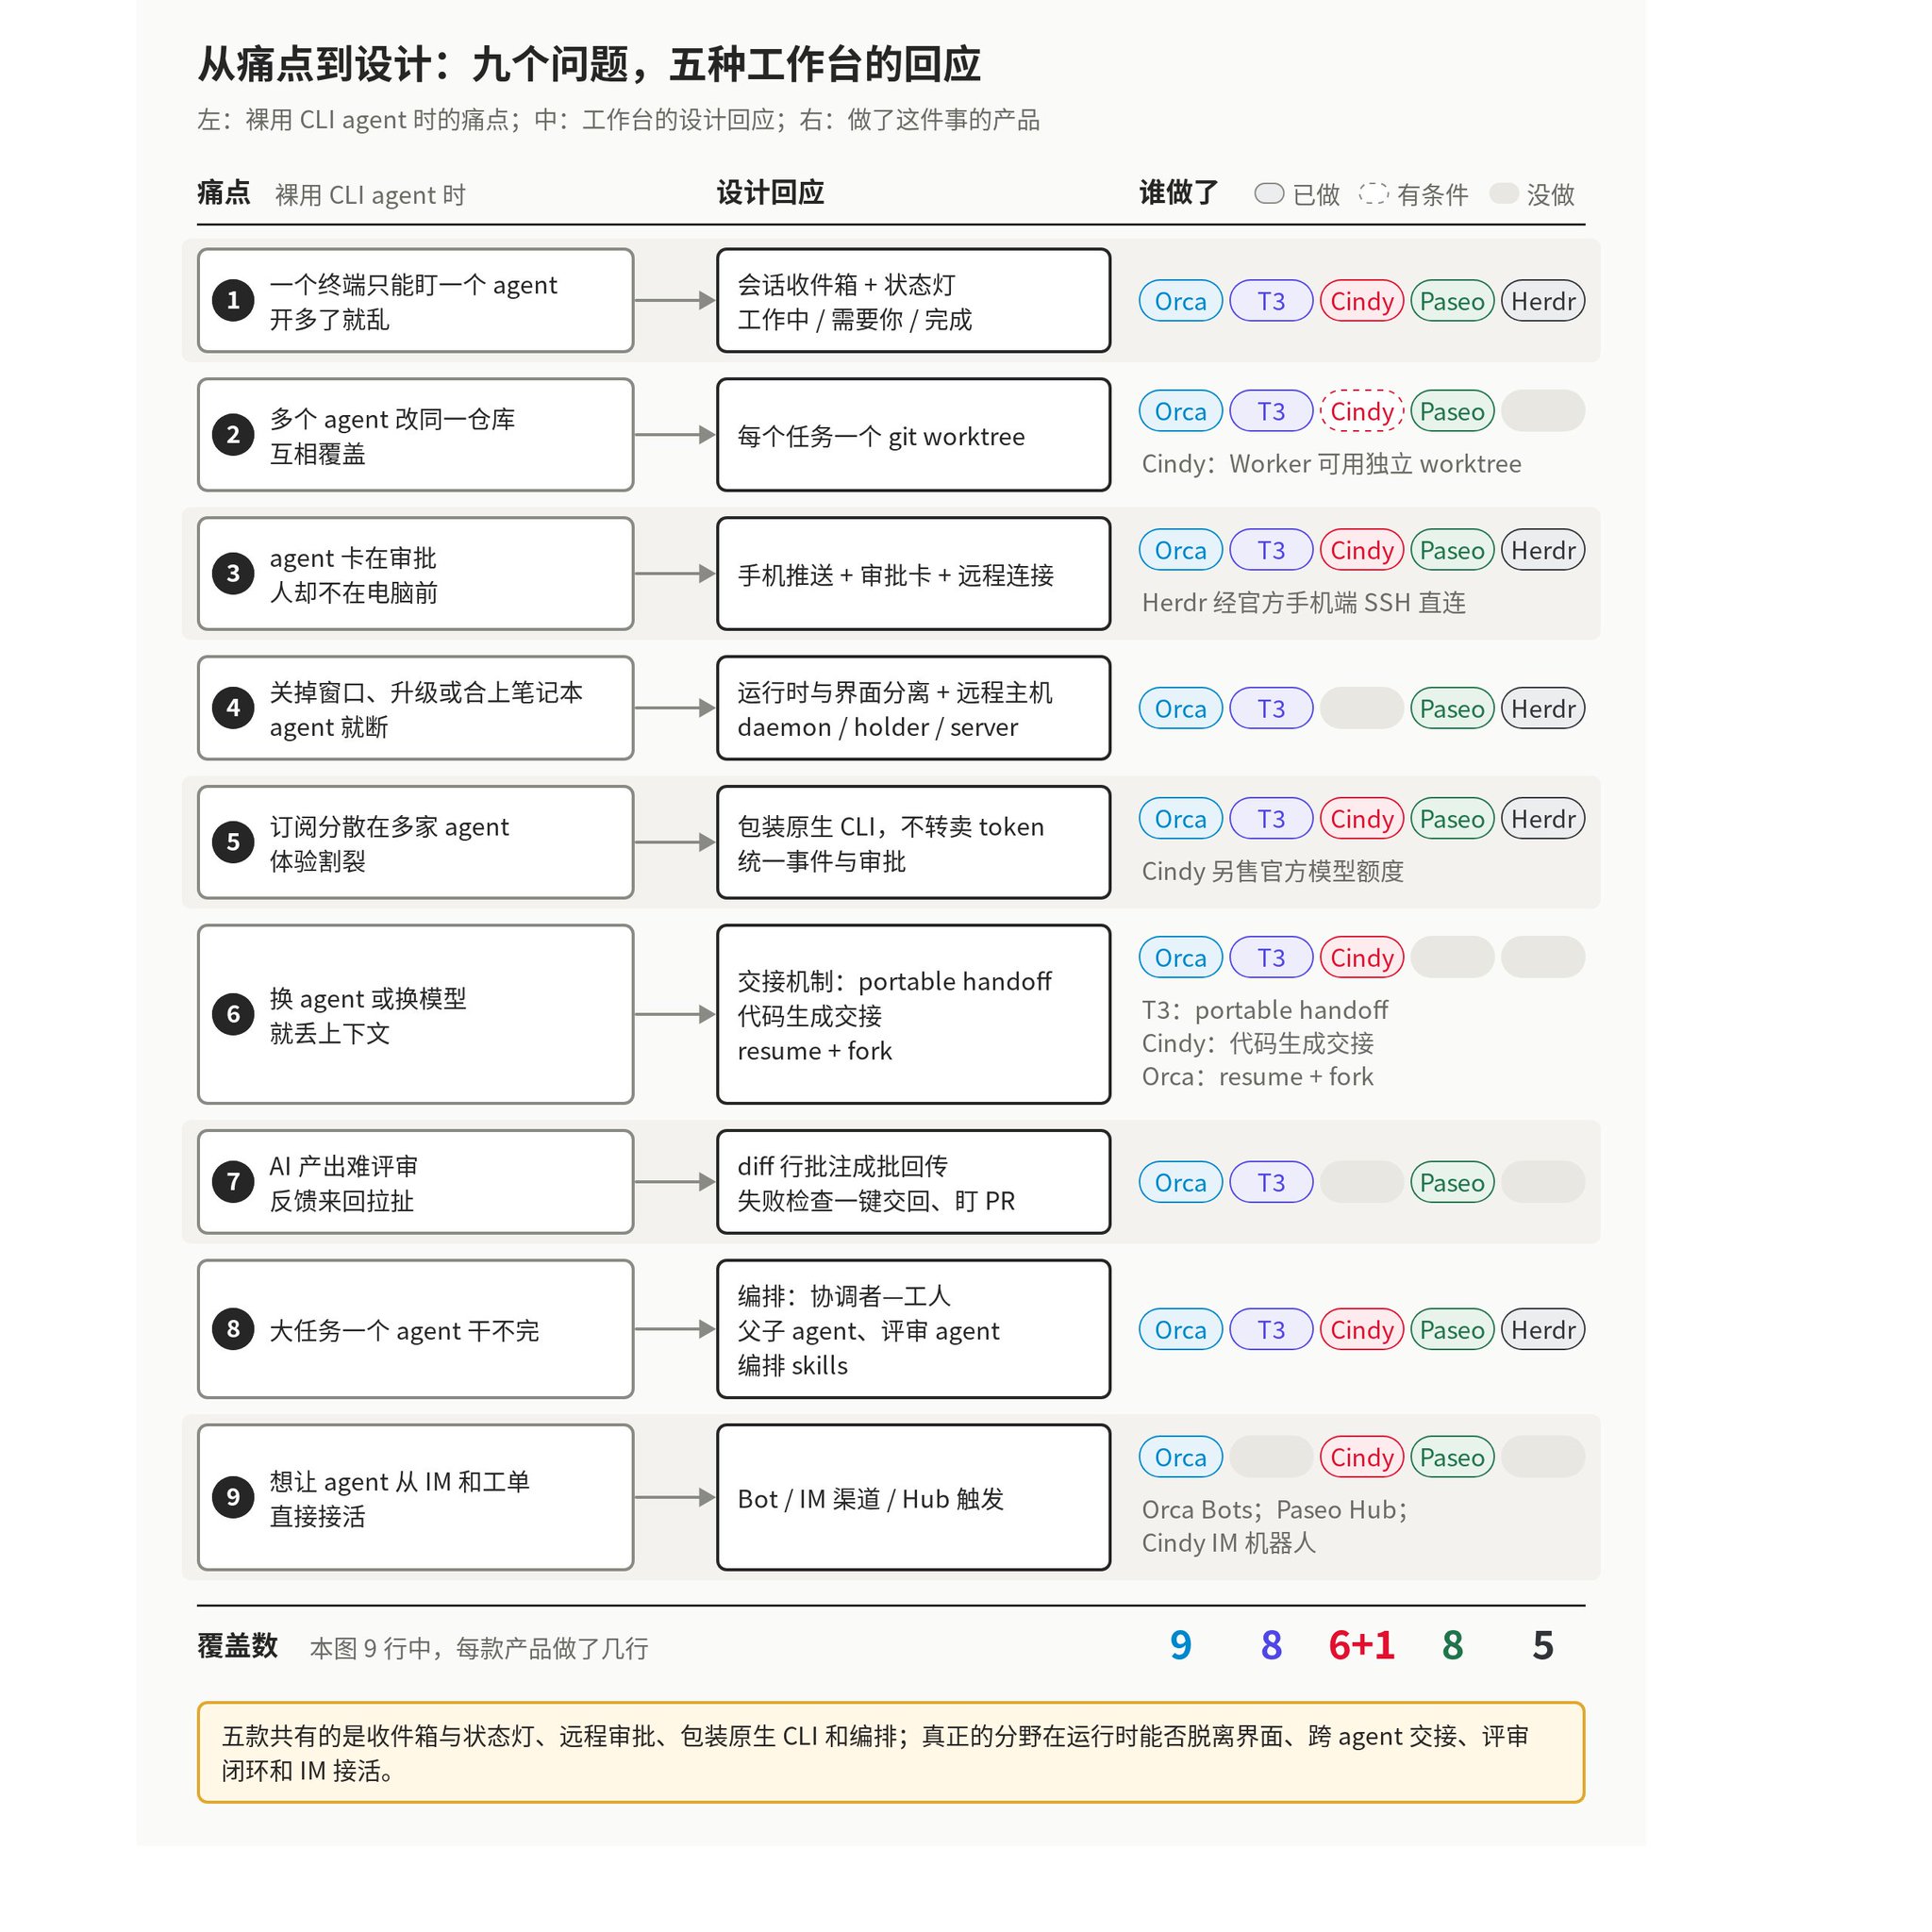 从痛点到设计：九个问题，五种工作台的回应
左：裸用 CLI agent 时的痛点；中：工作台的设计回应；右：做了这件事的产品
痛点 裸用 CLI agent 时 设计回应 谁做了 已做 有条件 没做
1
一个终端只能盯一个 agent
开多了就乱
会话收件箱 + 状态灯
工作中 / 需要你 / 完成
Orca T3 Cindy Paseo Herdr
2
多个 agent 改同一仓库
互相覆盖
每个任务一个 git worktree
Orca T3 Cindy Paseo
Cindy：Worker 可用独立 worktree
3
agent 卡在审批
人却不在电脑前
手机推送 + 审批卡 + 远程连接
Orca T3 Cindy Paseo Herdr
Herdr 经官方手机端 SSH 直连
4
关掉窗口、升级或合上笔记本
agent 就断
运行时与界面分离 + 远程主机
daemon / holder / server
Orca T3 Paseo Herdr
5
订阅分散在多家 agent
体验割裂
包装原生 CLI，不转卖 token
统一事件与审批
Orca T3 Cindy Paseo Herdr
Cindy 另售官方模型额度
6
换 agent 或换模型
就丢上下文
交接机制：portable handoff
代码生成交接
resume + fork
Orca T3 Cindy
T3：portable handoff
Cindy：代码生成交接
Orca：resume + fork
7
AI 产出难评审
反馈来回拉扯
diff 行批注成批回传
失败检查一键交回、盯 PR
Orca T3 Paseo
8
大任务一个 agent 干不完
编排：协调者—工人
父子 agent、评审 agent
编排 skills
Orca T3 Cindy Paseo Herdr
9
想让 agent 从 IM 和工单
直接接活
Bot / IM 渠道 / Hub 触发
Orca Cindy Paseo
Orca Bots；Paseo Hub；
Cindy IM 机器人
覆盖数 本图 9 行中，每款产品做了几行 9 8 6+1 8 5
五款共有的是收件箱与状态灯、远程审批、包装原生 CLI 和编排；真正的分野在运行时能否脱离界面、跨 agent 交接、评审
闭环和 IM 接活。